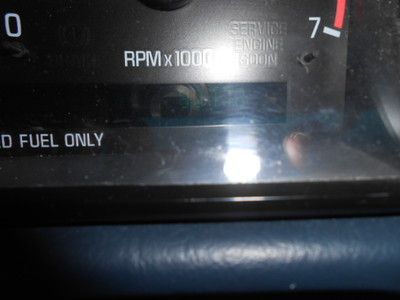 0
7
SERVICE
ENGINE
SOON
RPM x 1000
D FUEL ONLY